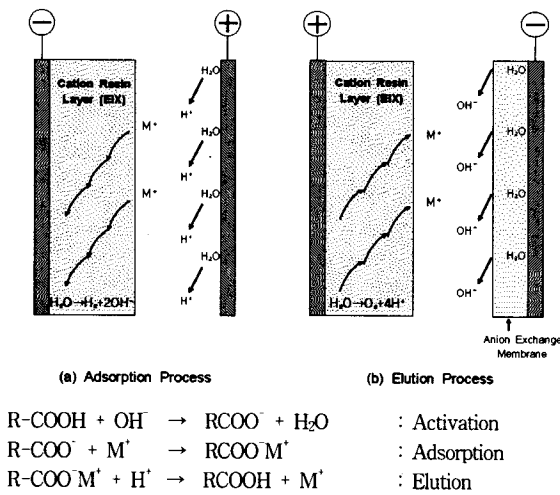 − + + −
Cation Resin Layer (EIX)
M⁺
M⁺
H₂O→H₂+2OH⁻
H₂O
H⁺
H₂O
H⁺
H₂O
H⁺
H₂O
H⁺
Cation Resin Layer (EIX)
M⁺
M⁺
H₂O→O₂+4H⁺
H₂O
OH⁻
H₂O
OH⁻
H₂O
OH⁻
H₂O
OH⁻
Anion Exchange
Membrane
(a) Adsorption Process
(b) Elution Process
R-COOH + OH⁻ → RCOO⁻ + H₂O : Activation
R-COO⁻ + M⁺ → RCOO⁻M⁺ : Adsorption
R-COO⁻M⁺ + H⁺ → RCOOH + M⁺ : Elution